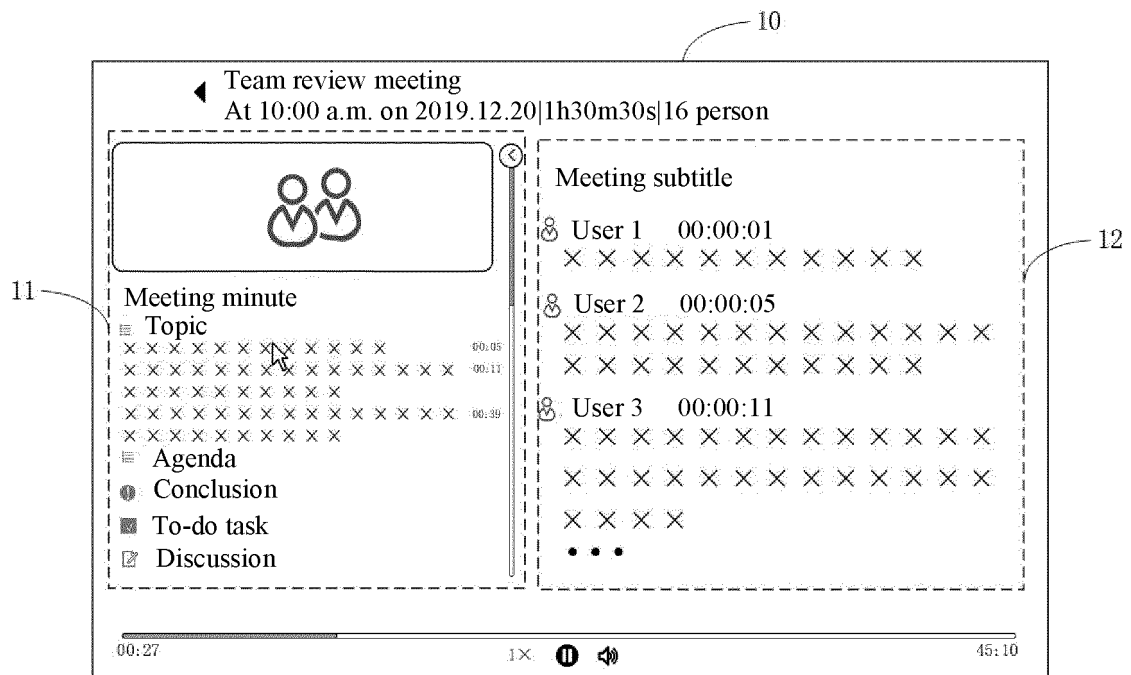 10
Team review meeting
At 10:00 a.m. on 2019.12.20|1h30m30s|16 person
11
Meeting minute
Topic
× × × × × × × × × × × × 00:05
× × × × × × × × × × × × × × × 00:11
× × × × × × × × × ×
× × × × × × × × × × × × × × × 00:39
× × × × × × × × × ×
Agenda
Conclusion
To-do task
Discussion
12
Meeting subtitle
User 1 00:00:01
× × × × × × × × × × ×
User 2 00:00:05
× × × × × × × × × × × × ×
× × × × × × × × × × ×
User 3 00:00:11
× × × × × × × × × × × × ×
× × × × × × × × × × × × ×
× × × ×
• • •
00:27 1× 45:10